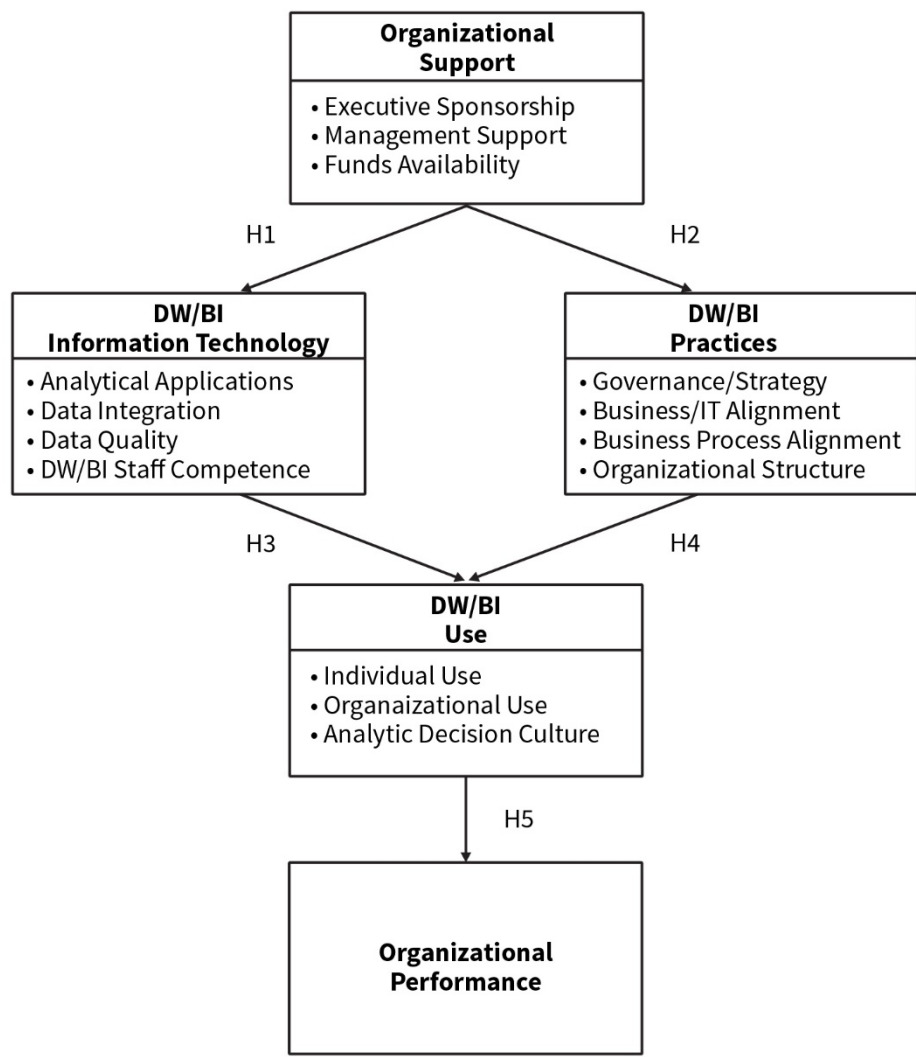 Organizational
Support
• Executive Sponsorship
• Management Support
• Funds Availability
H1
H2
DW/BI
Information Technology
• Analytical Applications
• Data Integration
• Data Quality
• DW/BI Staff Competence
DW/BI
Practices
• Governance/Strategy
• Business/IT Alignment
• Business Process Alignment
• Organizational Structure
H3
H4
DW/BI
Use
• Individual Use
• Organaizational Use
• Analytic Decision Culture
H5
Organizational
Performance